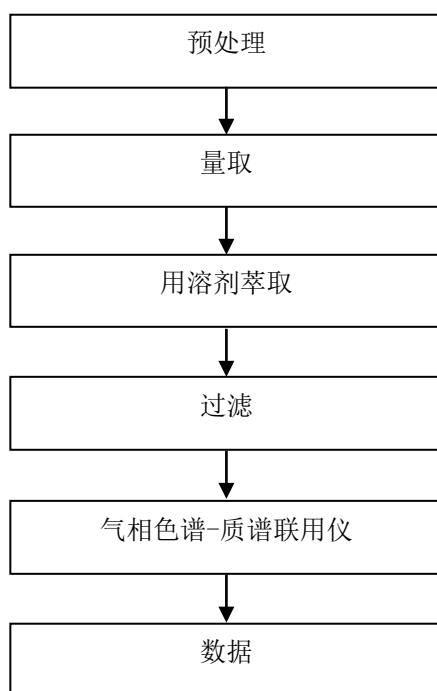 预处理
量取
用溶剂萃取
过滤
气相色谱-质谱联用仪
数据